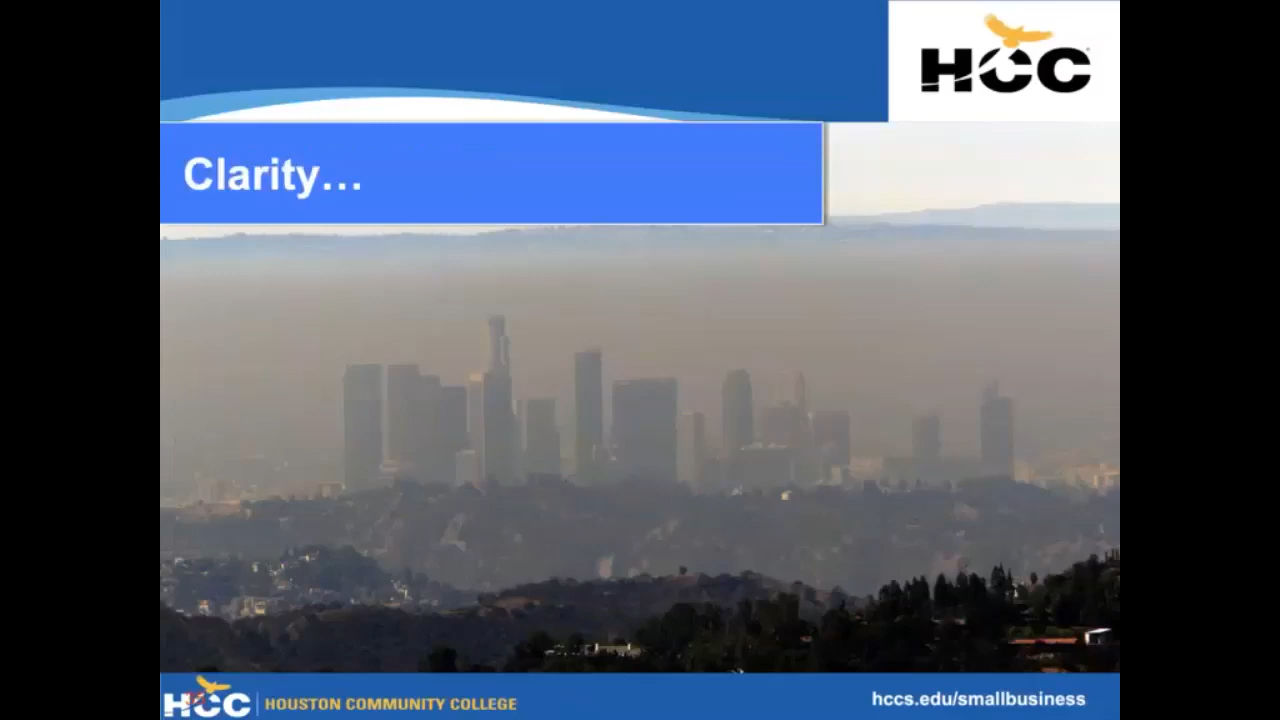 HCC
Clarity...
HCC
HOUSTON COMMUNITY COLLEGE
hccs.edu/smallbusiness